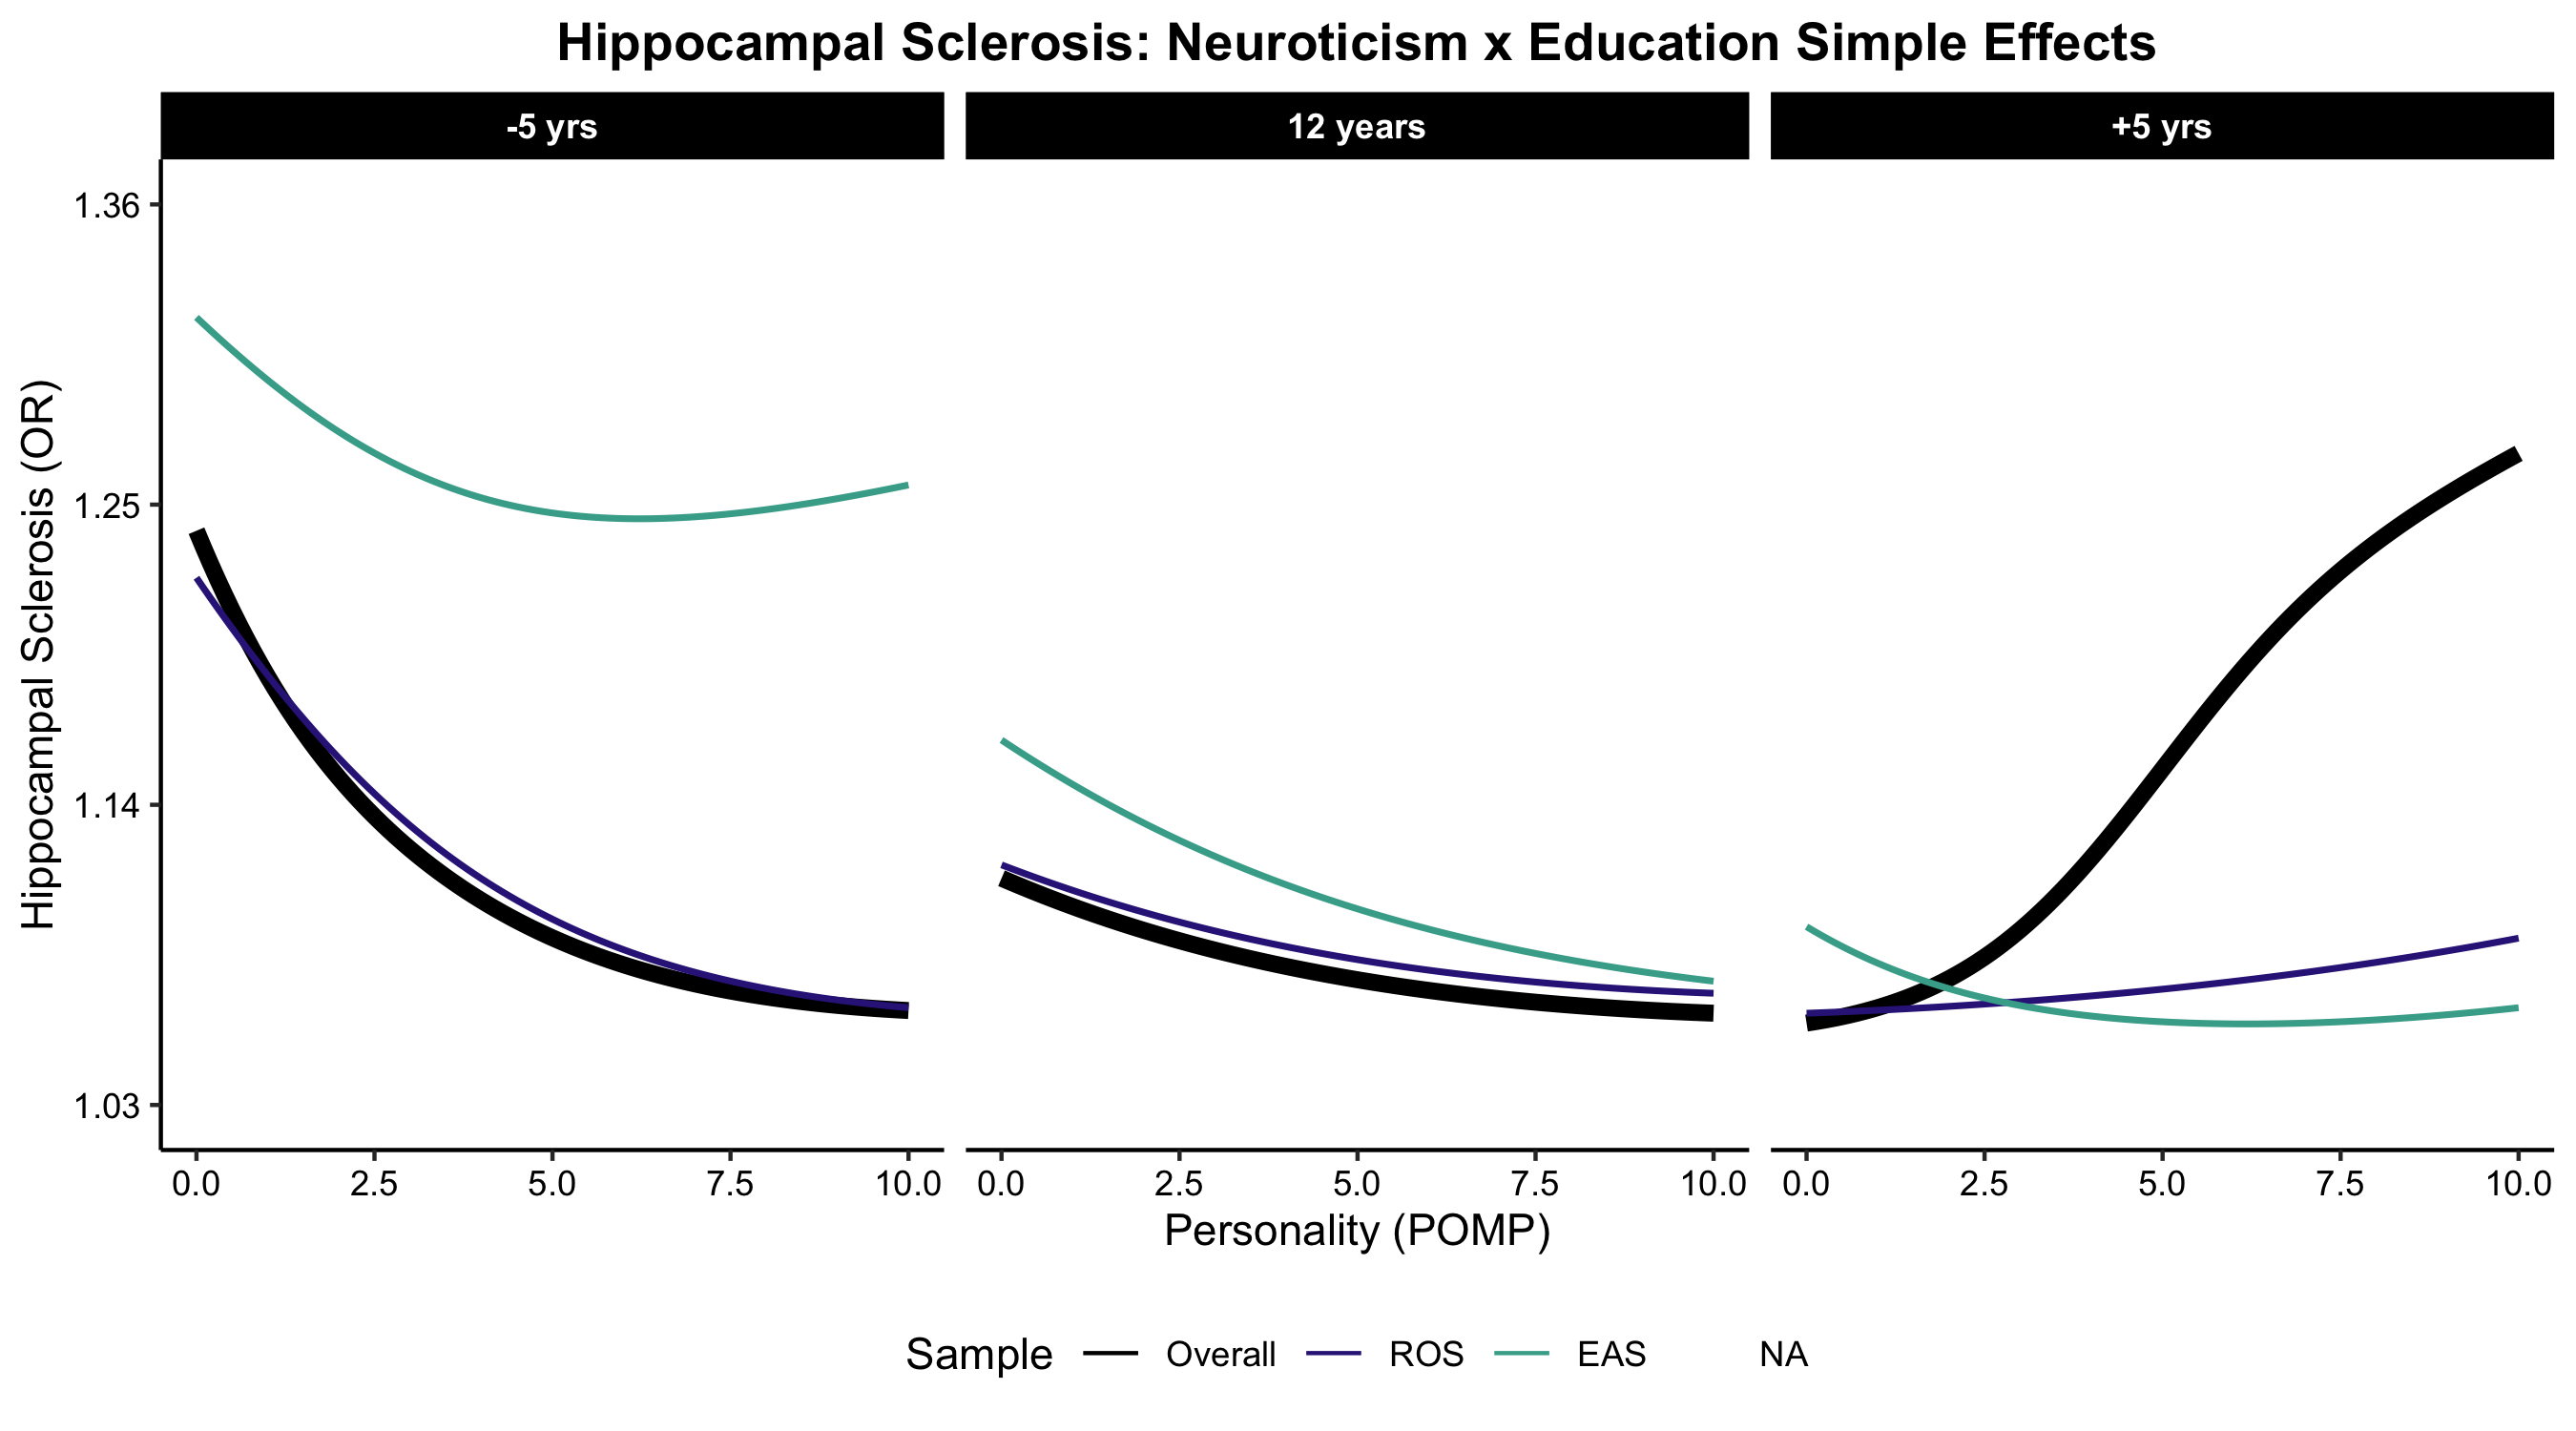 Hippocampal Sclerosis: Neuroticism x Education Simple Effects
-5 yrs 12 years +5 yrs
Hippocampal Sclerosis (OR)
1.36
1.25
1.14
1.03
0.0 2.5 5.0 7.5 10.0 0.0 2.5 5.0 7.5 10.0 0.0 2.5 5.0 7.5 10.0
Personality (POMP)
Sample Overall ROS EAS NA